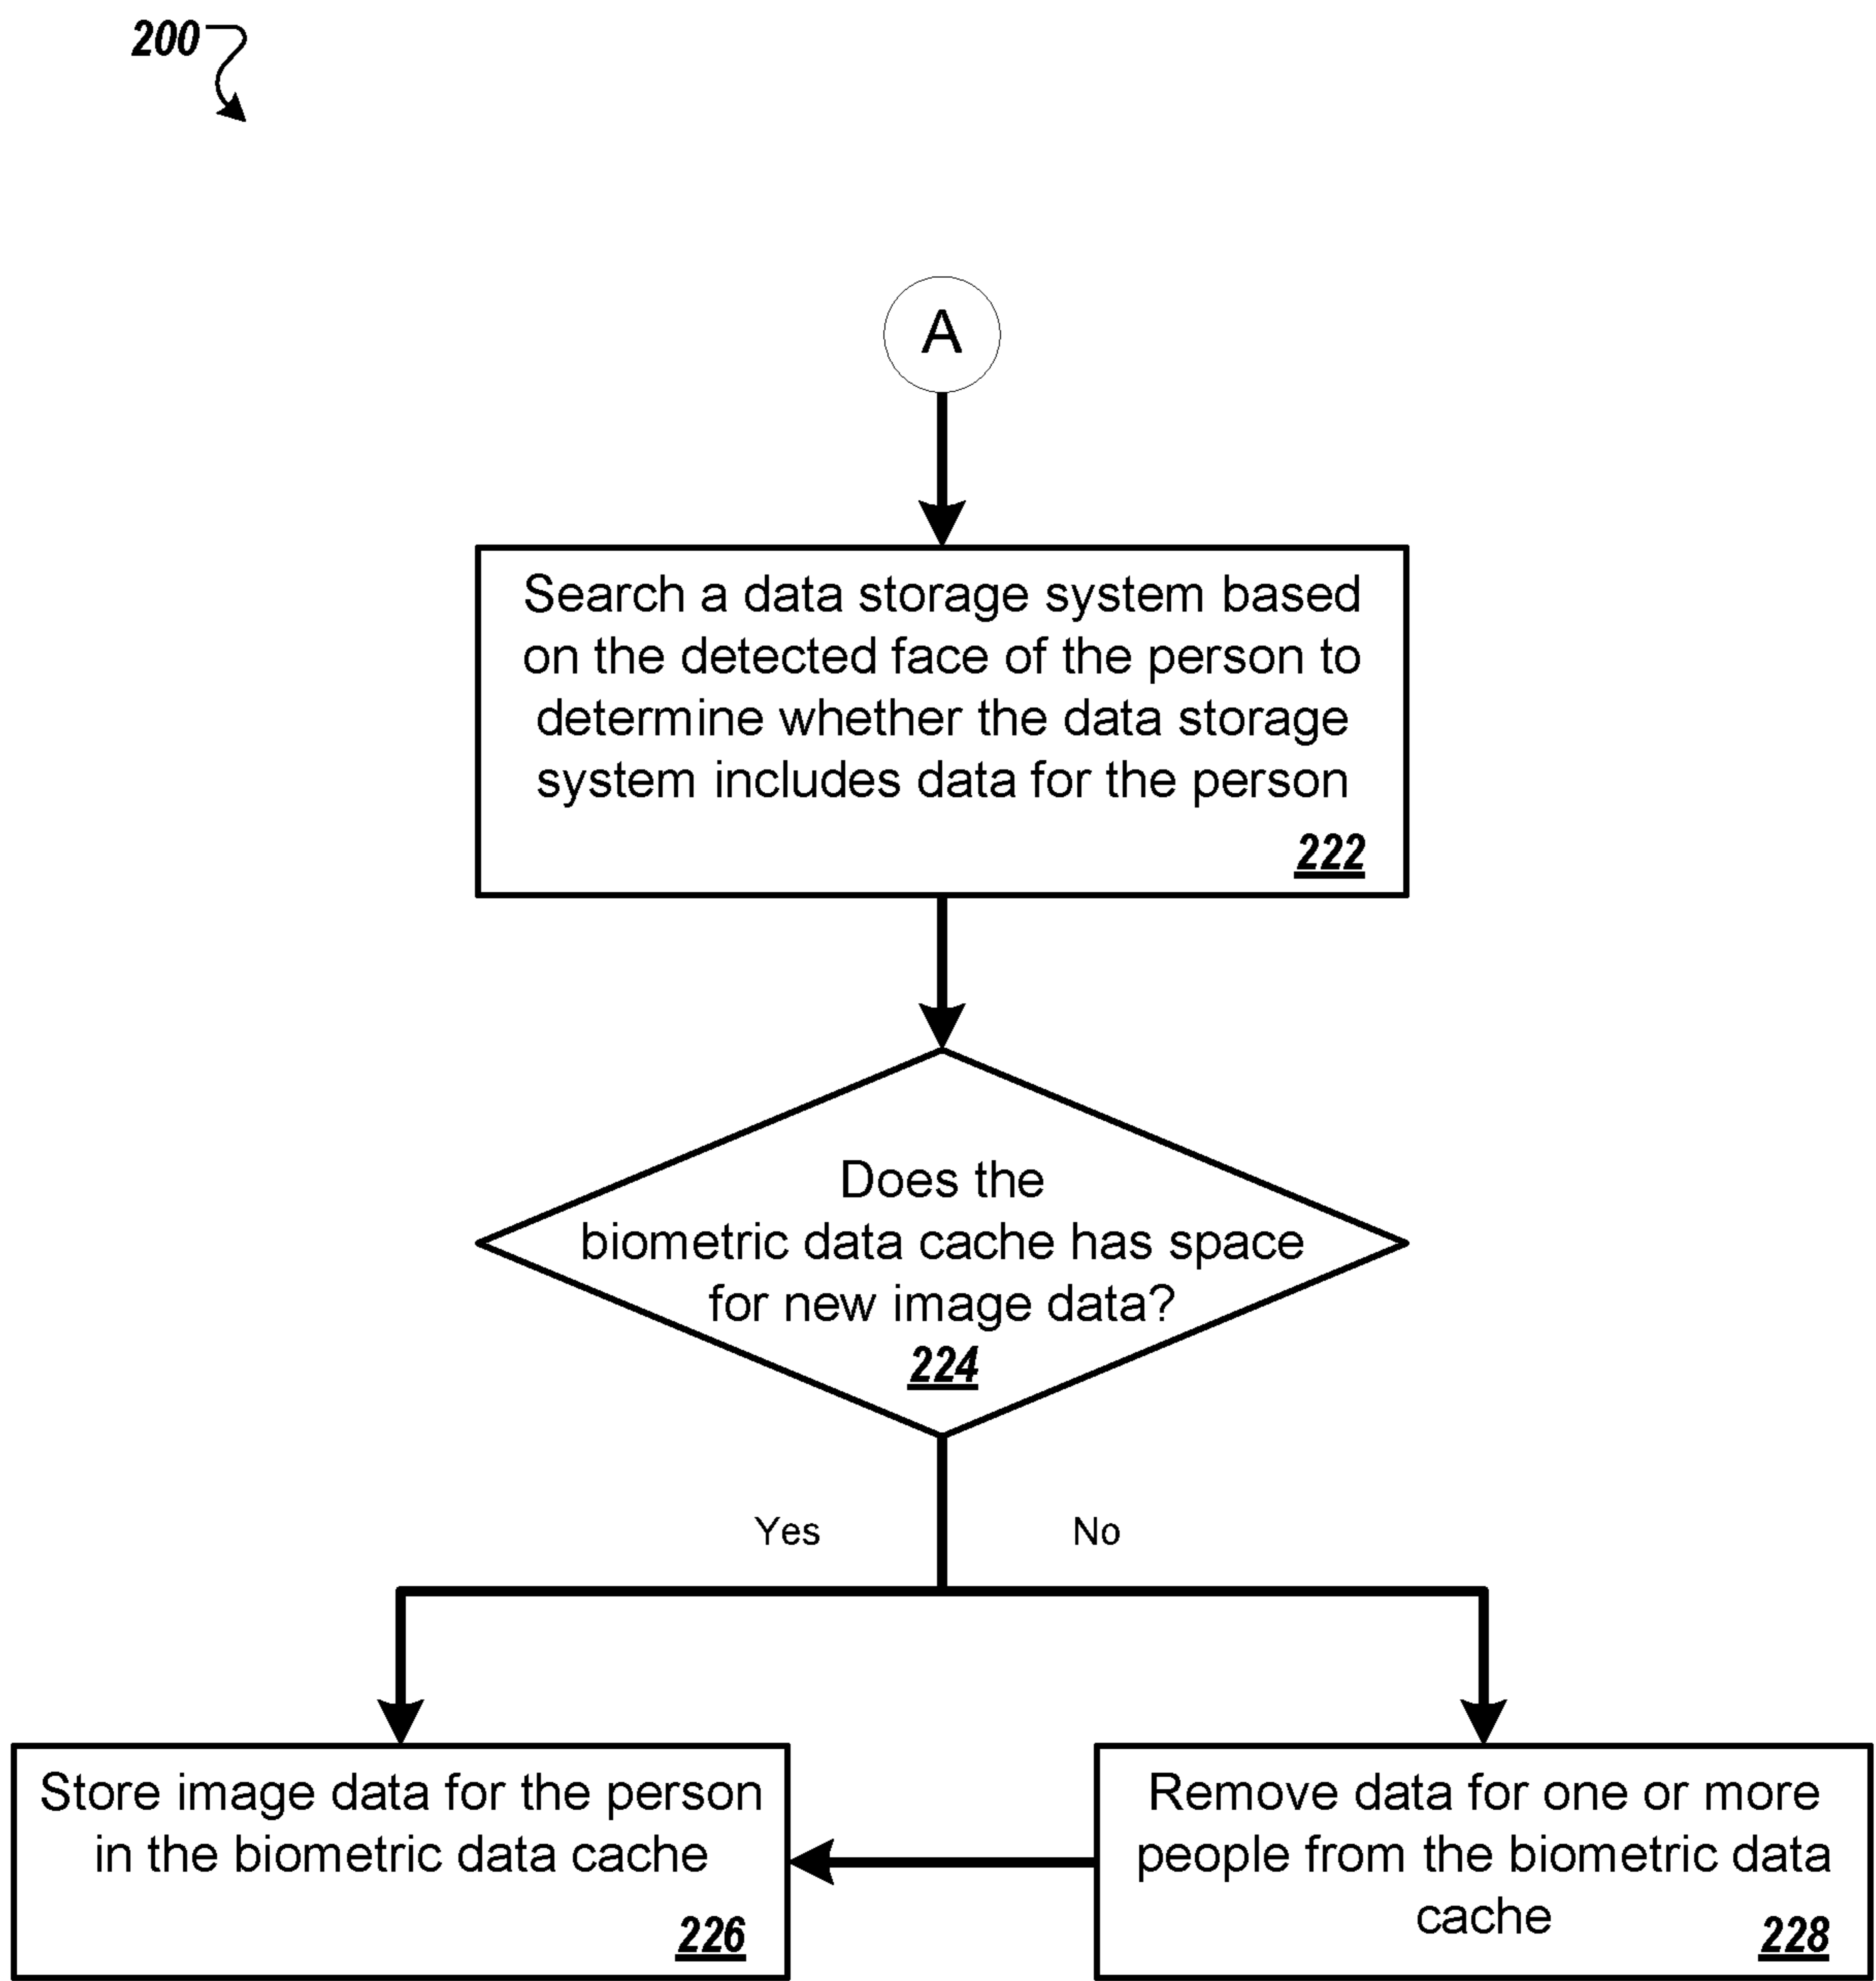 200
A
Search a data storage system based
on the detected face of the person to
determine whether the data storage
system includes data for the person
222
Does the
biometric data cache has space
for new image data?
224
Yes
No
Store image data for the person
in the biometric data cache
226
Remove data for one or more
people from the biometric data
cache
228